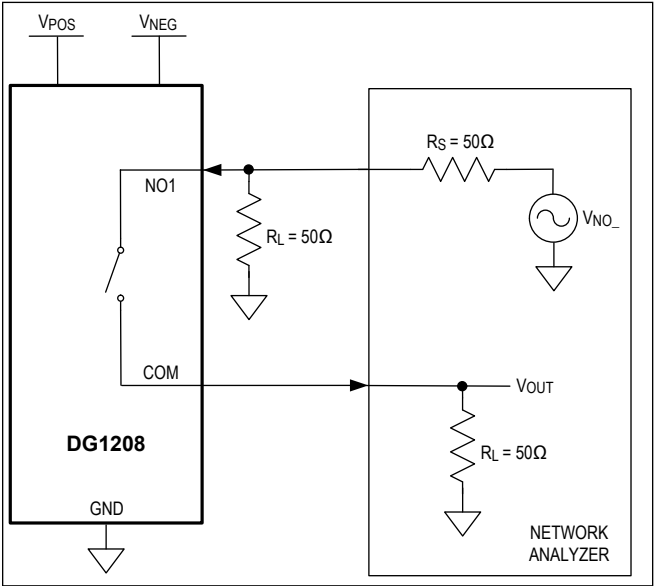 VPOS
VNEG
RS = 50Ω
NO1
VNO_
RL = 50Ω
COM
VOUT
DG1208
RL = 50Ω
GND
NETWORK
ANALYZER